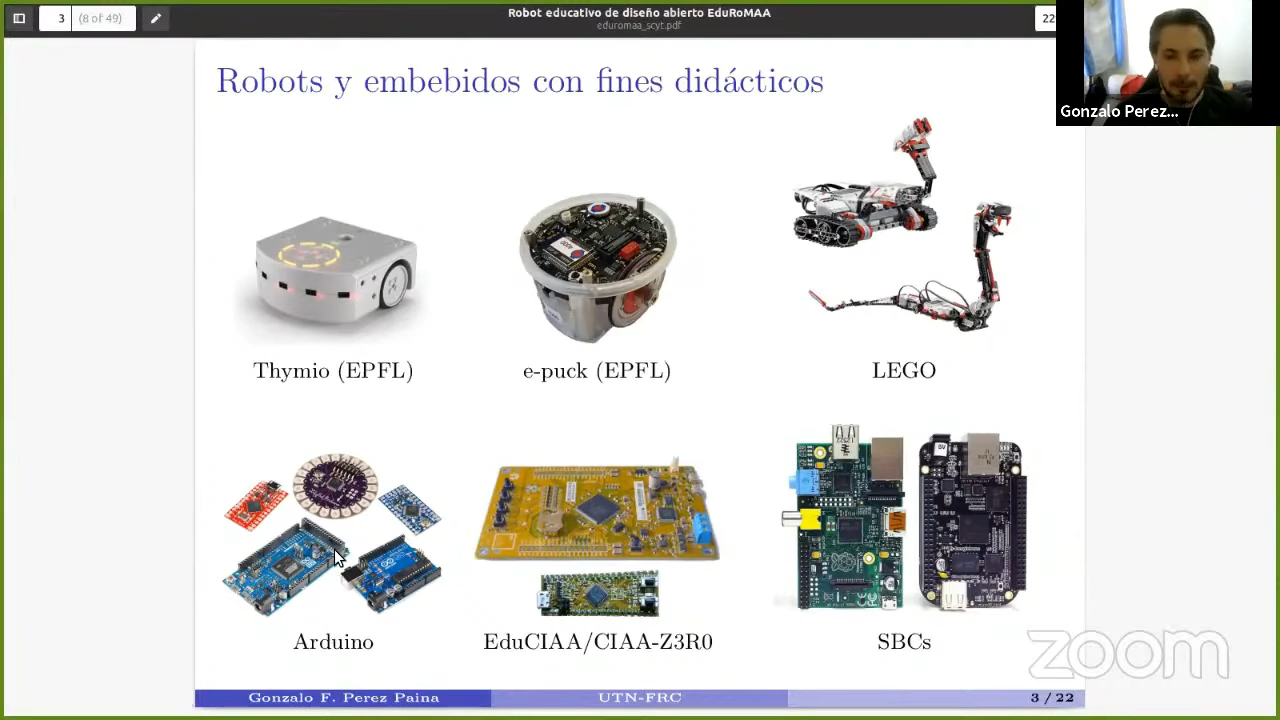 3 (8 of 49)
Robot educativo de diseño abierto EduRoMAA
eduromaa_scyt.pdf
22
Gonzalo Perez...
Robots y embebidos con fines didácticos
Thymio (EPFL)
e-puck (EPFL)
LEGO
Arduino
EduCIAA/CIAA-Z3R0
SBCs
zoom
Gonzalo F. Perez Paina
UTN-FRC
3 / 22